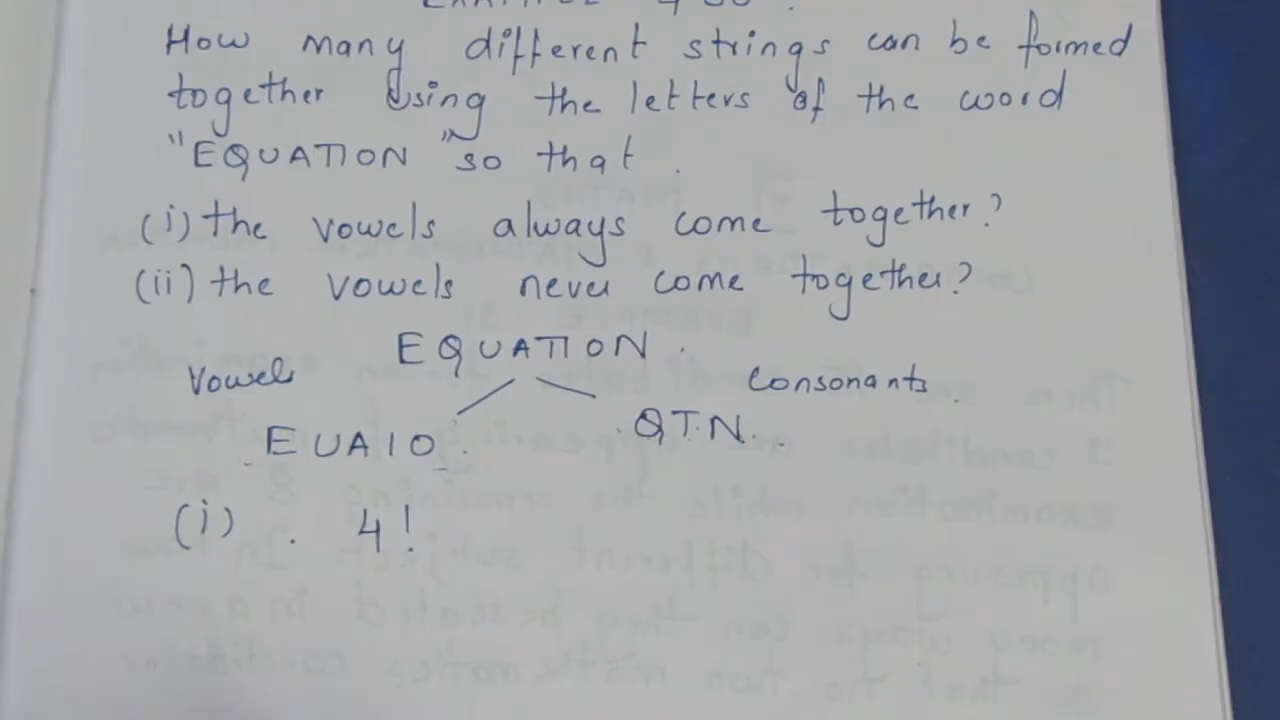 How many different strings can be formed
together using the letters of the word
"EQUATION" so that
(i) the vowels always come together?
(ii) the vowels never come together?
EQUATION.
Vowels Consonants
EUAIO. QTN.
(i). 4!